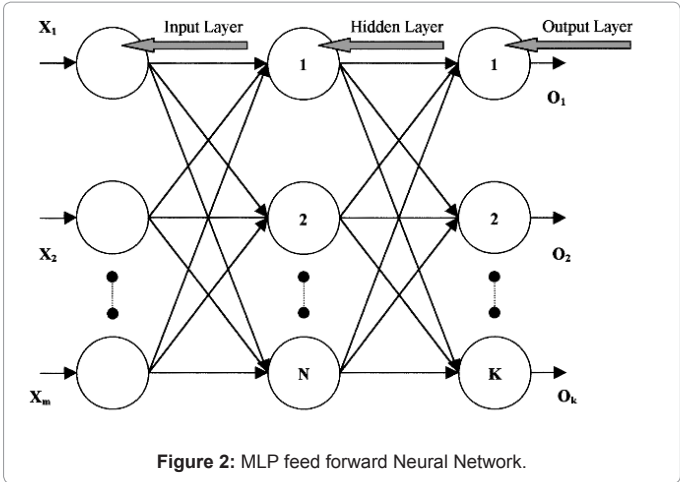 X₁ Input Layer Hidden Layer Output Layer
1 1
O₁
2 2
X₂ O₂
N K
Xₘ Oₖ
Figure 2: MLP feed forward Neural Network.